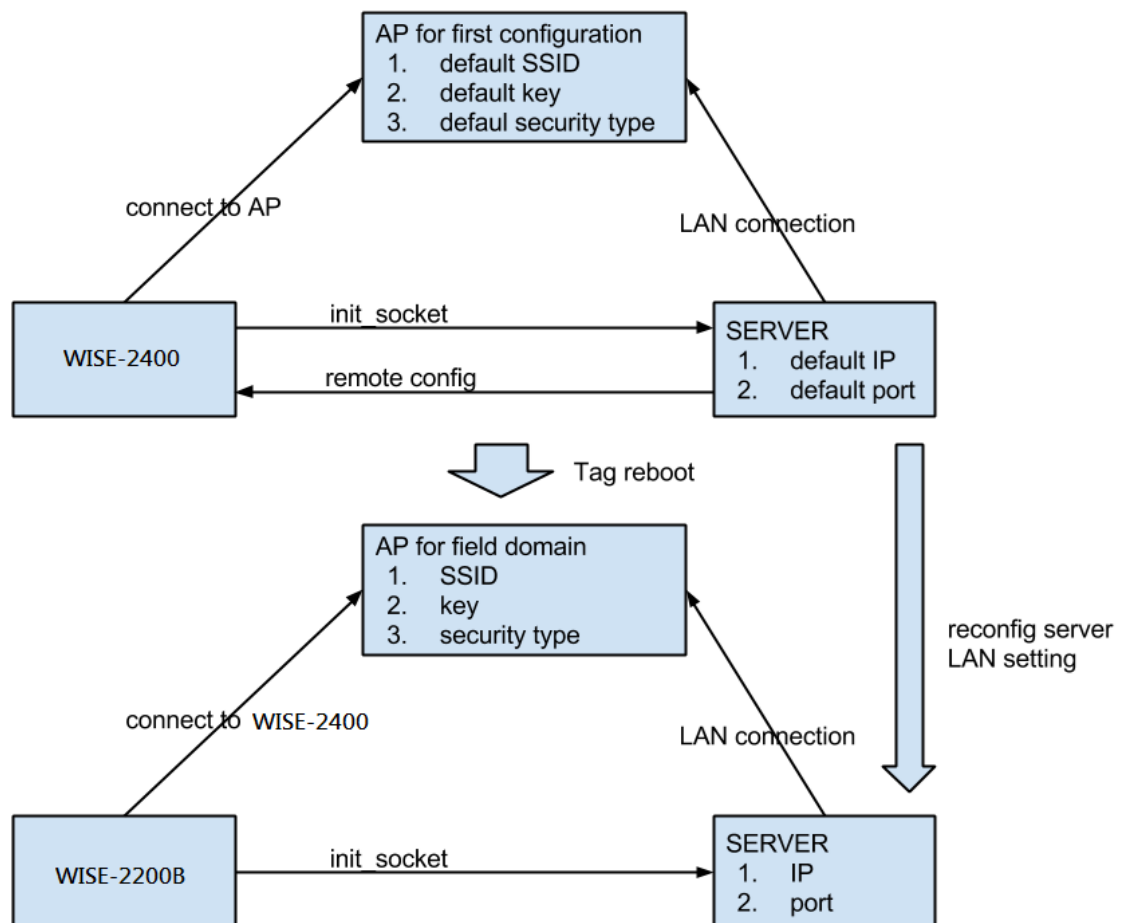 AP for first configuration
1. default SSID
2. default key
3. defaul security type
connect to AP
LAN connection
WISE-2400
init_socket
remote config
SERVER
1. default IP
2. default port
Tag reboot
AP for field domain
1. SSID
2. key
3. security type
reconfig server
LAN setting
connect to WISE-2400
LAN connection
WISE-2200B
init_socket
SERVER
1. IP
2. port